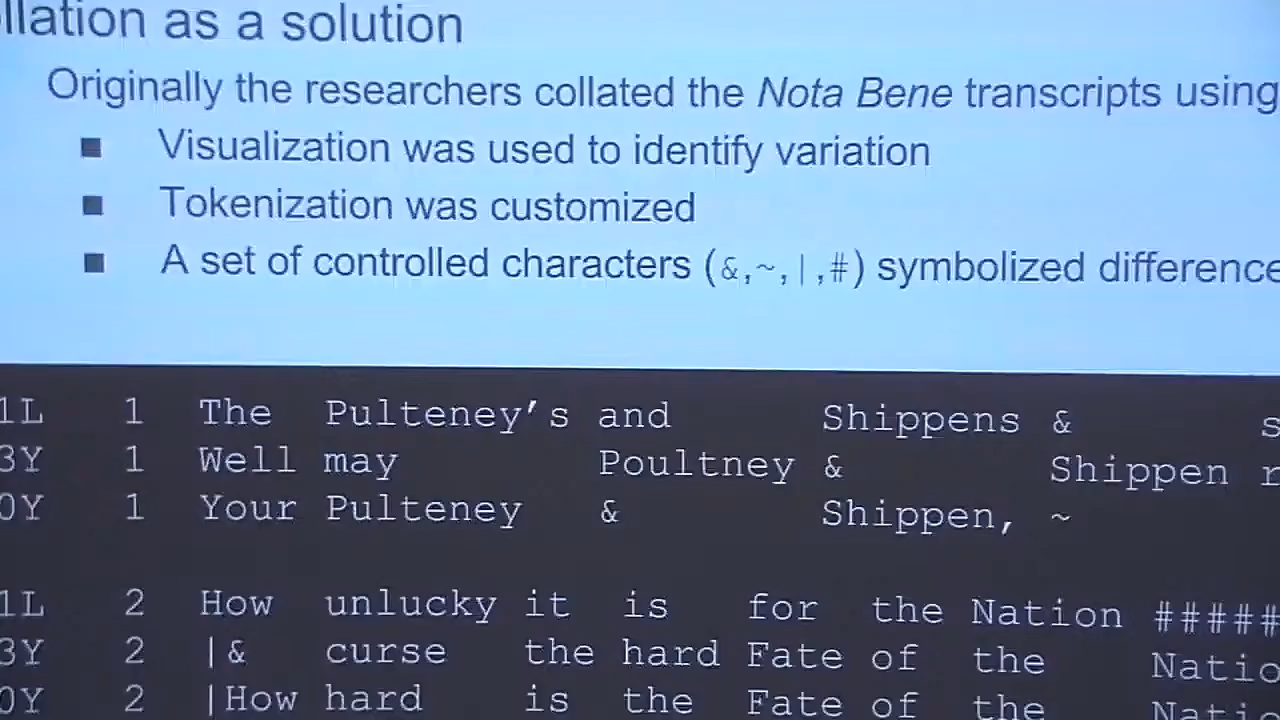 llation as a solution
Originally the researchers collated the Nota Bene transcripts using
■ Visualization was used to identify variation
■ Tokenization was customized
■ A set of controlled characters (&,~,|,#) symbolized difference
1L 1 The Pulteney's and Shippens & s
3Y 1 Well may Poultney & Shippen r
0Y 1 Your Pulteney & Shippen, ~
1L 2 How unlucky it is for the Nation #####
3Y 2 |& curse the hard Fate of the Natio
0Y 2 |How hard is the Fate of the Natio